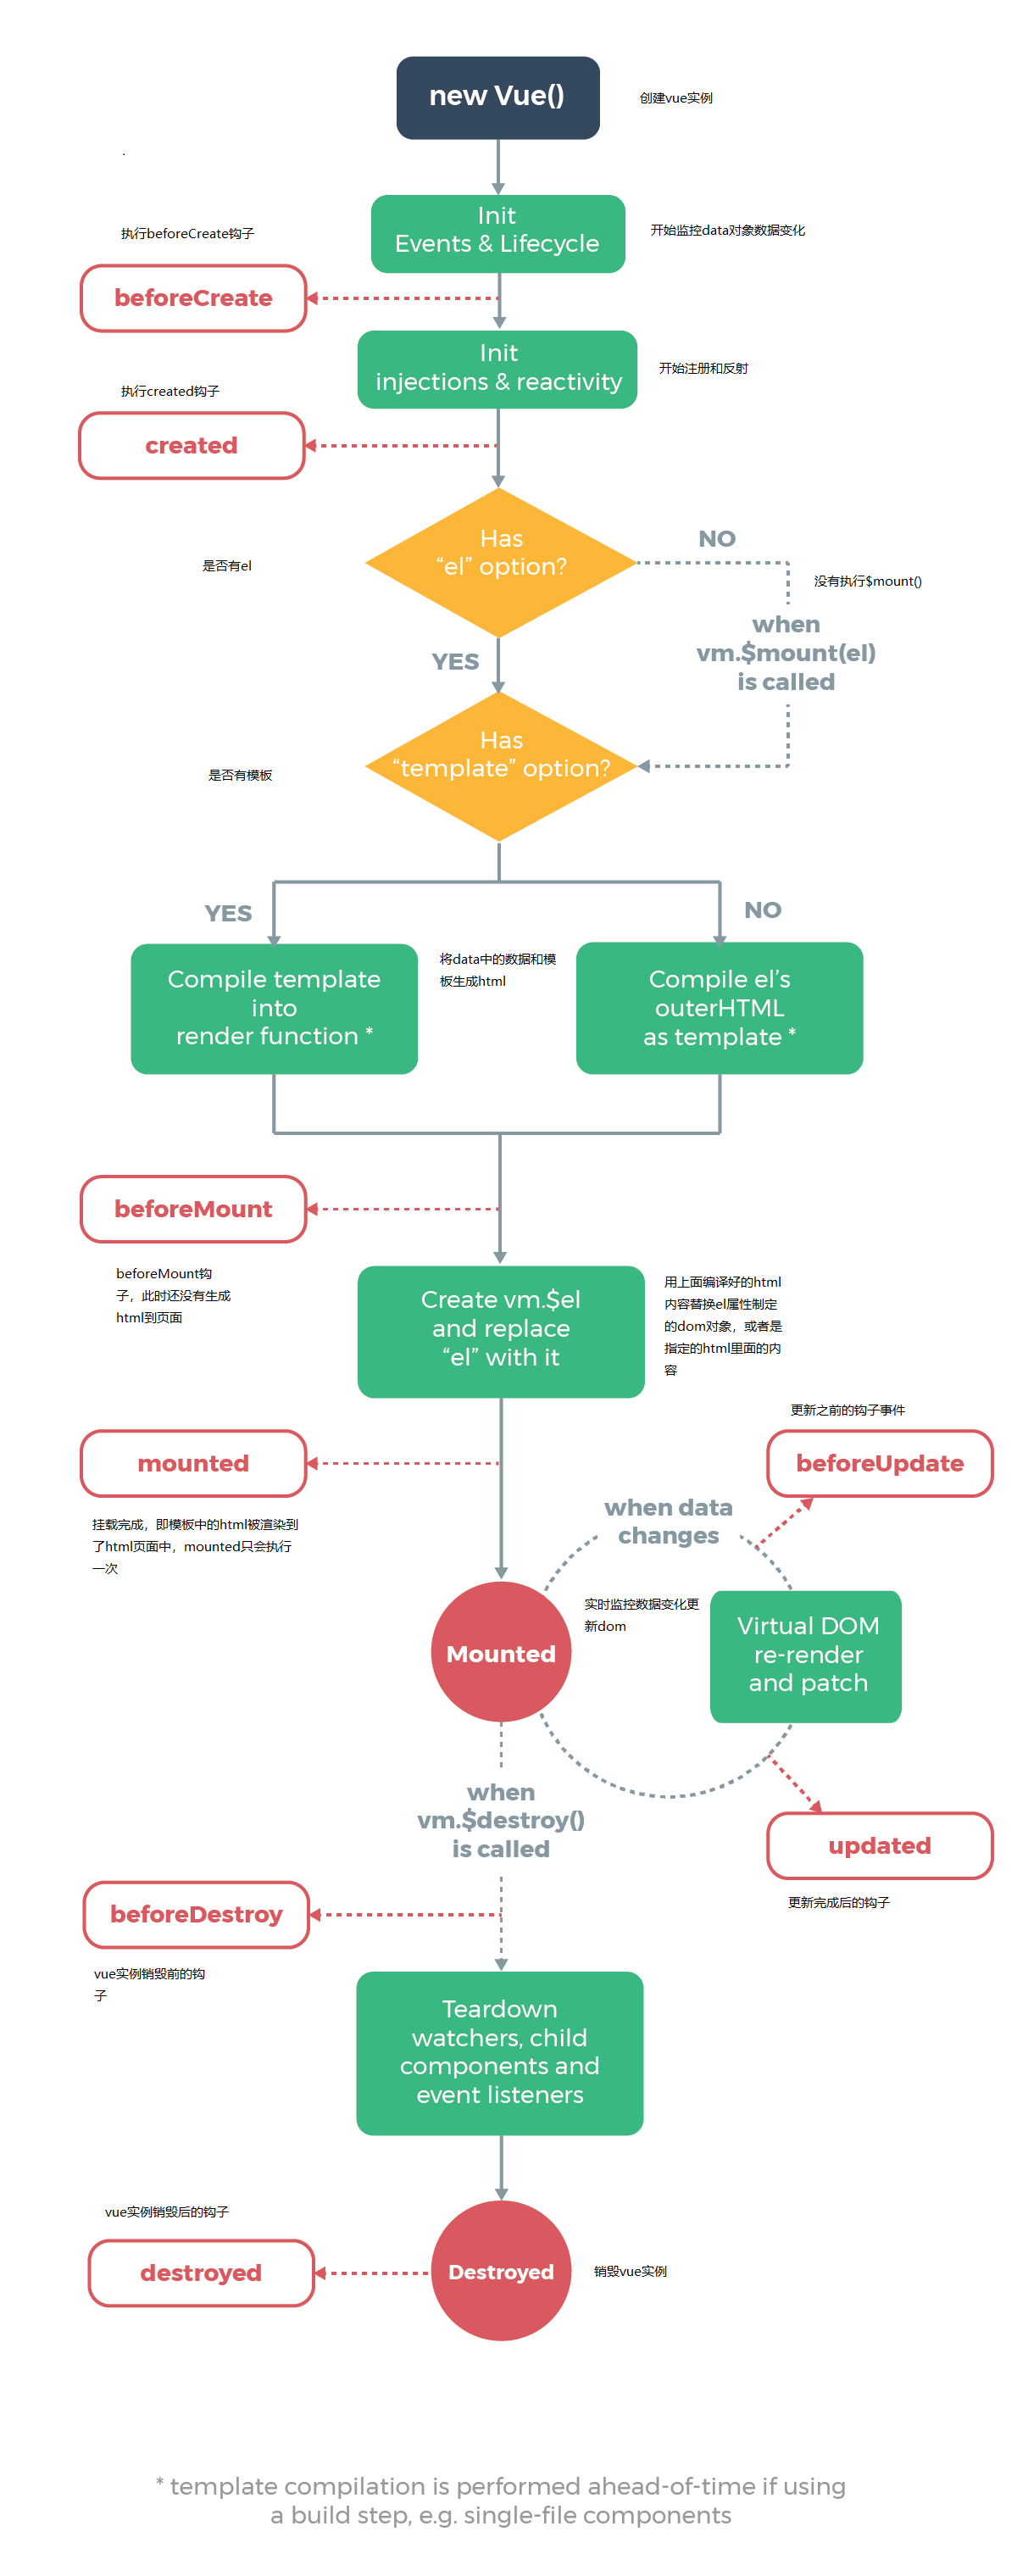 new Vue()
创建vue实例
Init
Events & Lifecycle
开始监控data对象数据变化
执行beforeCreate钩子
beforeCreate
Init
injections & reactivity
开始注册和反射
执行created钩子
created
Has
“el” option?
是否有el
NO
没有执行$mount()
when
vm.$mount(el)
is called
YES
Has
“template” option?
是否有模板
YES
NO
Compile template
into
render function *
将data中的数据和模
板生成html
Compile el’s
outerHTML
as template *
beforeMount
beforeMount钩
子，此时还没有生成
html到页面
Create vm.$el
and replace
“el” with it
用上面编译好的html
内容替换el属性制定
的dom对象，或者是
指定的html里面的内
容
更新之前的钩子事件
mounted
beforeUpdate
挂载完成，即模板中的html被渲染到
了html页面中，mounted只会执行
一次
when data
changes
实时监控数据变化更
新dom
Mounted
Virtual DOM
re-render
and patch
when
vm.$destroy()
is called
updated
更新完成后的钩子
beforeDestroy
vue实例销毁前的钩
子
Teardown
watchers, child
components and
event listeners
vue实例销毁后的钩子
destroyed
Destroyed
销毁vue实例
* template compilation is performed ahead-of-time if using
a build step, e.g. single-file components